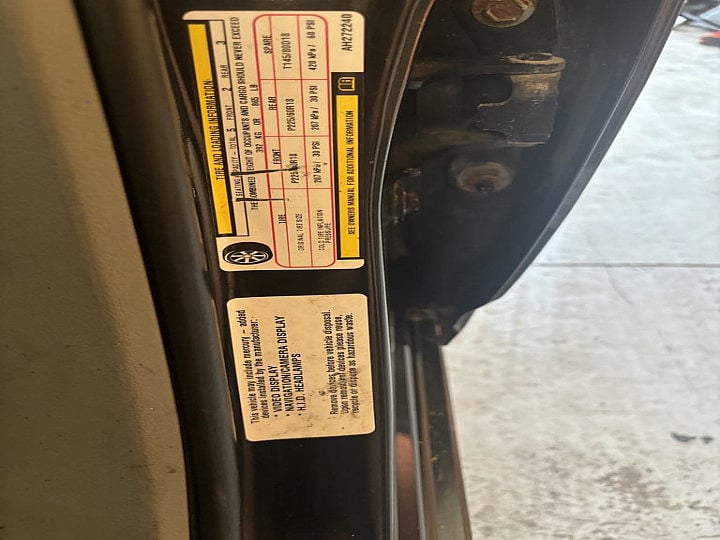 TIRE AND LOADING INFORMATION
SEATING CAPACITY - TOTAL 5 FRONT 2 REAR 3
THE COMBINED WEIGHT OF OCCUPANTS AND CARGO SHOULD NEVER EXCEED
392 KG OR 865 LB
TIRE FRONT REAR SPARE
ORIGINAL TIRE SIZE P225/60R18 P225/60R18 T145/80D18
COLD TIRE INFLATION PRESSURE 207 kPa / 30 PSI 207 kPa / 30 PSI 420 kPa / 60 PSI
SEE OWNERS MANUAL FOR ADDITIONAL INFORMATION
AH272240
This vehicle may include mercury - added
devices installed by the manufacturer:
* VIDEO DISPLAY
* NAVIGATION/CAMERA DISPLAY
* H.I.D. HEADLAMPS
Remove devices before vehicle disposal.
Upon removal of devices please reuse,
recycle or dispose as hazardous waste.